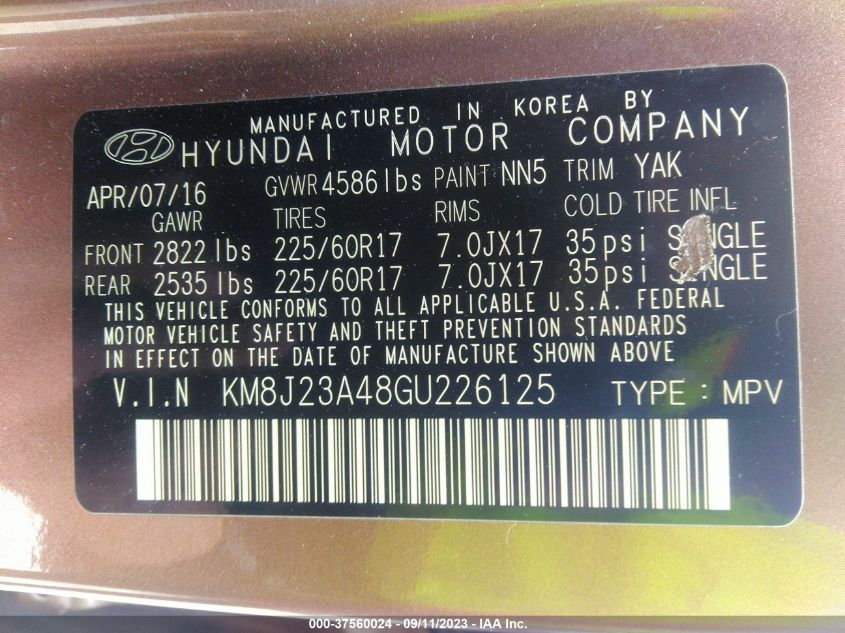 MANUFACTURED IN KOREA BY
HYUNDAI MOTOR COMPANY
APR/07/16 GVWR 4586 lbs PAINT NN5 TRIM YAK
GAWR TIRES RIMS COLD TIRE INFL
FRONT 2822 lbs 225/60R17 7.0JX17 35psi SINGLE
REAR 2535 lbs 225/60R17 7.0JX17 35psi SINGLE
THIS VEHICLE CONFORMS TO ALL APPLICABLE U.S.A. FEDERAL
MOTOR VEHICLE SAFETY AND THEFT PREVENTION STANDARDS
IN EFFECT ON THE DATE OF MANUFACTURE SHOWN ABOVE
V.I.N KM8J23A48GU226125 TYPE : MPV
000-37560024 - 09/11/2023 - IAA Inc.